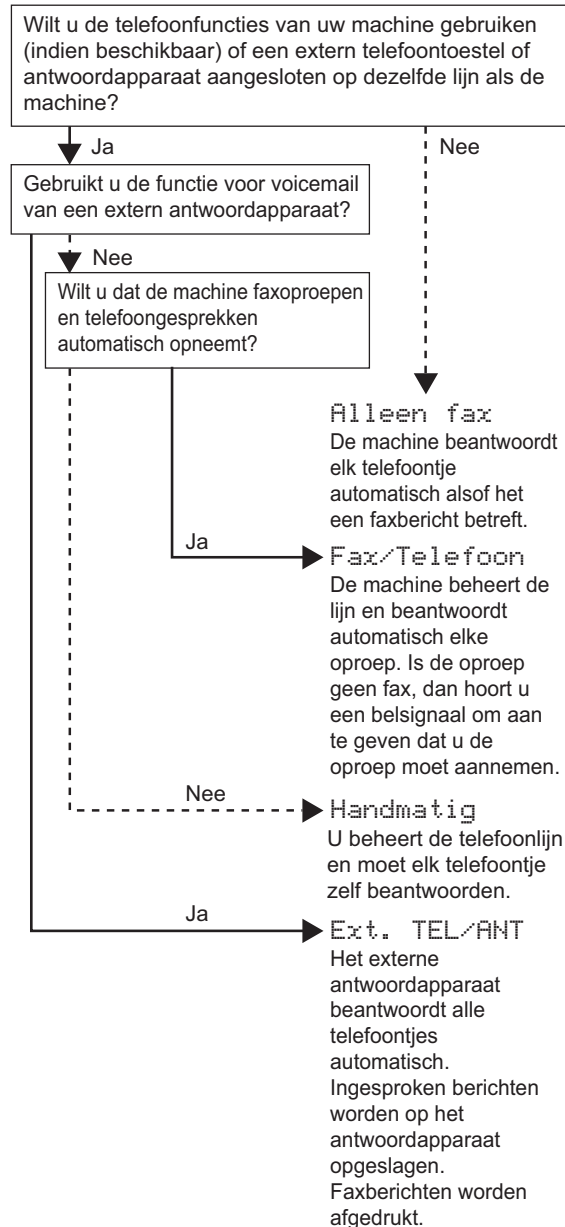 Wilt u de telefoonfuncties van uw machine gebruiken
(indien beschikbaar) of een extern telefoontoestel of
antwoordapparaat aangesloten op dezelfde lijn als de
machine?
Ja
Nee
Gebruikt u de functie voor voicemail
van een extern antwoordapparaat?
Nee
Wilt u dat de machine faxoproepen
en telefoongesprekken
automatisch opneemt?
Alleen fax
De machine beantwoordt
elk telefoontje
automatisch alsof het
een faxbericht betreft.
Ja
Fax/Telefoon
De machine beheert de
lijn en beantwoordt
automatisch elke
oproep. Is de oproep
geen fax, dan hoort u
een belsignaal om aan
te geven dat u de
oproep moet aannemen.
Nee
Handmatig
U beheert de telefoonlijn
en moet elk telefoontje
zelf beantwoorden.
Ja
Ext. TEL/ANT
Het externe
antwoordapparaat
beantwoordt alle
telefoontjes
automatisch.
Ingesproken berichten
worden op het
antwoordapparaat
opgeslagen.
Faxberichten worden
afgedrukt.